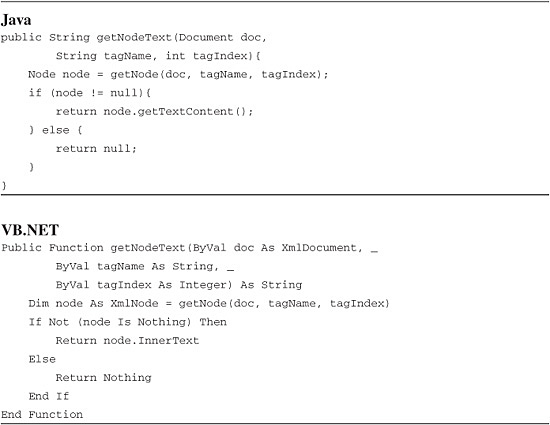 Java
public String getNodeText(Document doc,
        String tagName, int tagIndex){
    Node node = getNode(doc, tagName, tagIndex);
    if (node != null){
        return node.getTextContent();
    } else {
        return null;
    }
}
VB.NET
Public Function getNodeText(ByVal doc As XmlDocument, _
        ByVal tagName As String, _
        ByVal tagIndex As Integer) As String
    Dim node As XmlNode = getNode(doc, tagName, tagIndex)
    If Not (node Is Nothing) Then
        Return node.InnerText
    Else
        Return Nothing
    End If
End Function